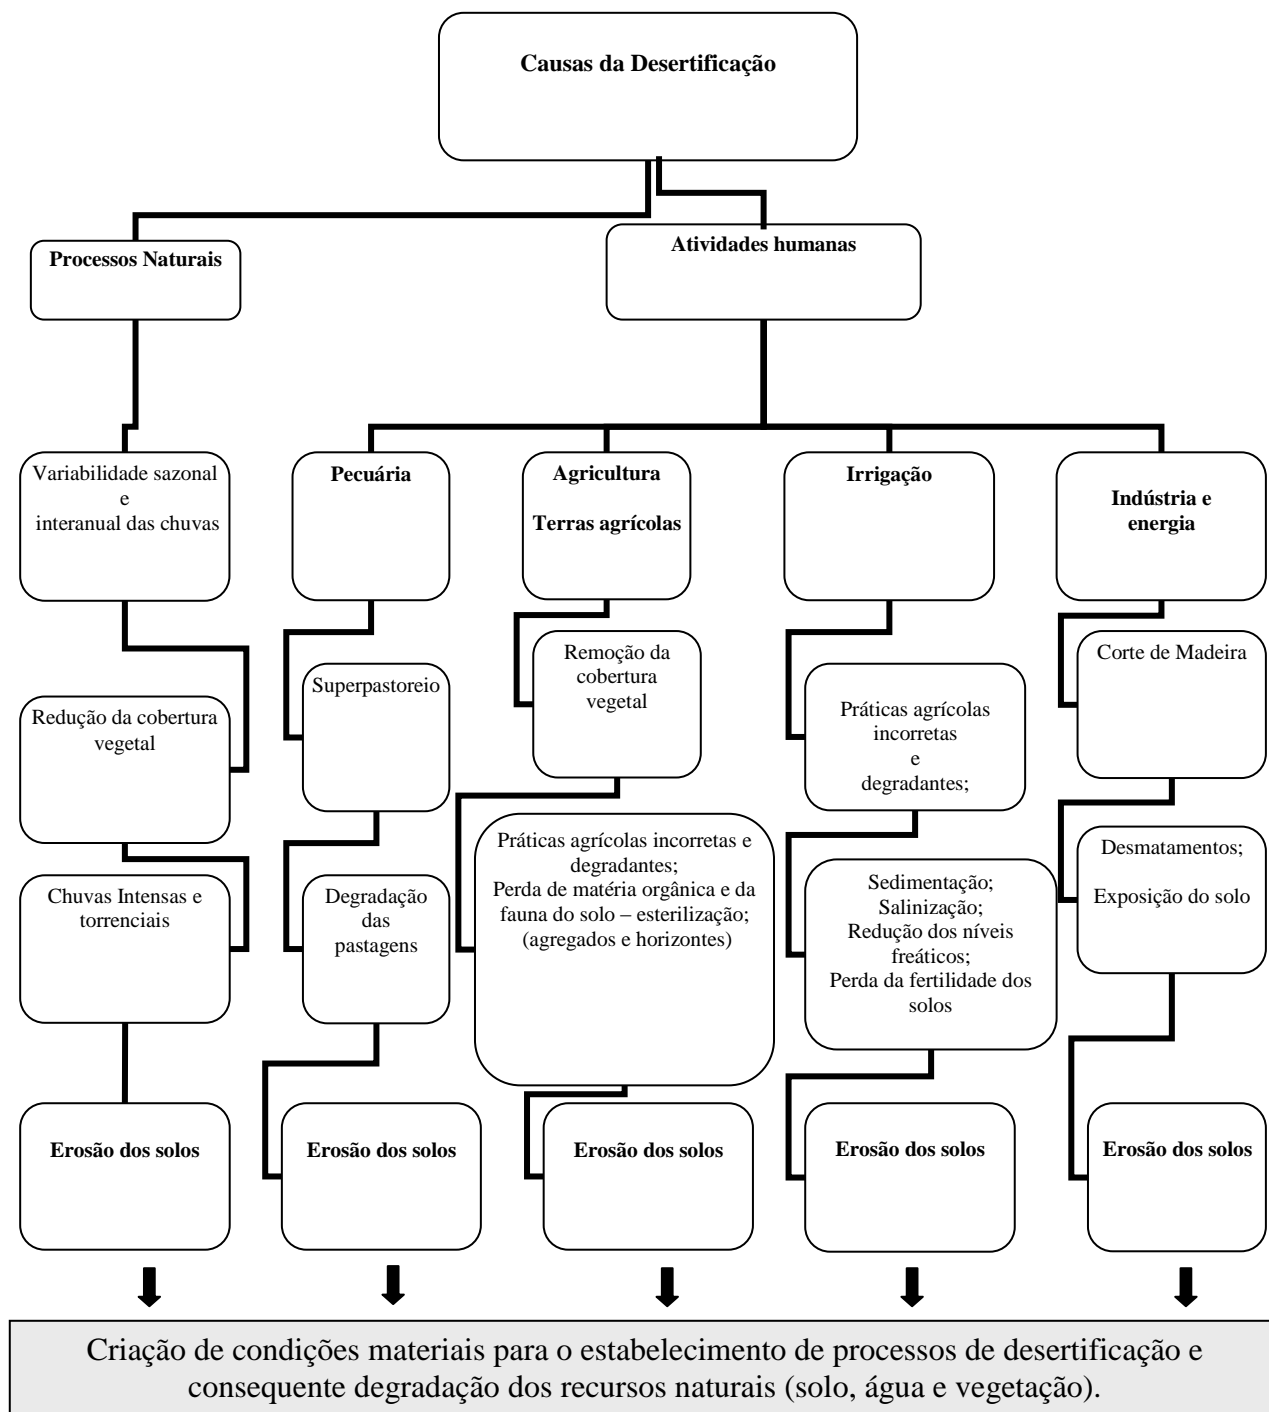 Causas da Desertificação
Processos Naturais
Atividades humanas
Variabilidade sazonal
e
interanual das chuvas
Pecuária
Agricultura
Terras agrícolas
Irrigação
Indústria e
energia
Redução da cobertura
vegetal
Superpastoreio
Remoção da
cobertura
vegetal
Práticas agrícolas
incorretas
e
degradantes;
Corte de Madeira
Chuvas Intensas e
torrenciais
Degradação
das
pastagens
Práticas agrícolas incorretas e
degradantes;
Perda de matéria orgânica e da
fauna do solo – esterilização;
(agregados e horizontes)
Sedimentação;
Salinização;
Redução dos níveis
freáticos;
Perda da fertilidade dos
solos
Desmatamentos;
Exposição do solo
Erosão dos solos
Erosão dos solos
Erosão dos solos
Erosão dos solos
Erosão dos solos
Criação de condições materiais para o estabelecimento de processos de desertificação e
consequente degradação dos recursos naturais (solo, água e vegetação).